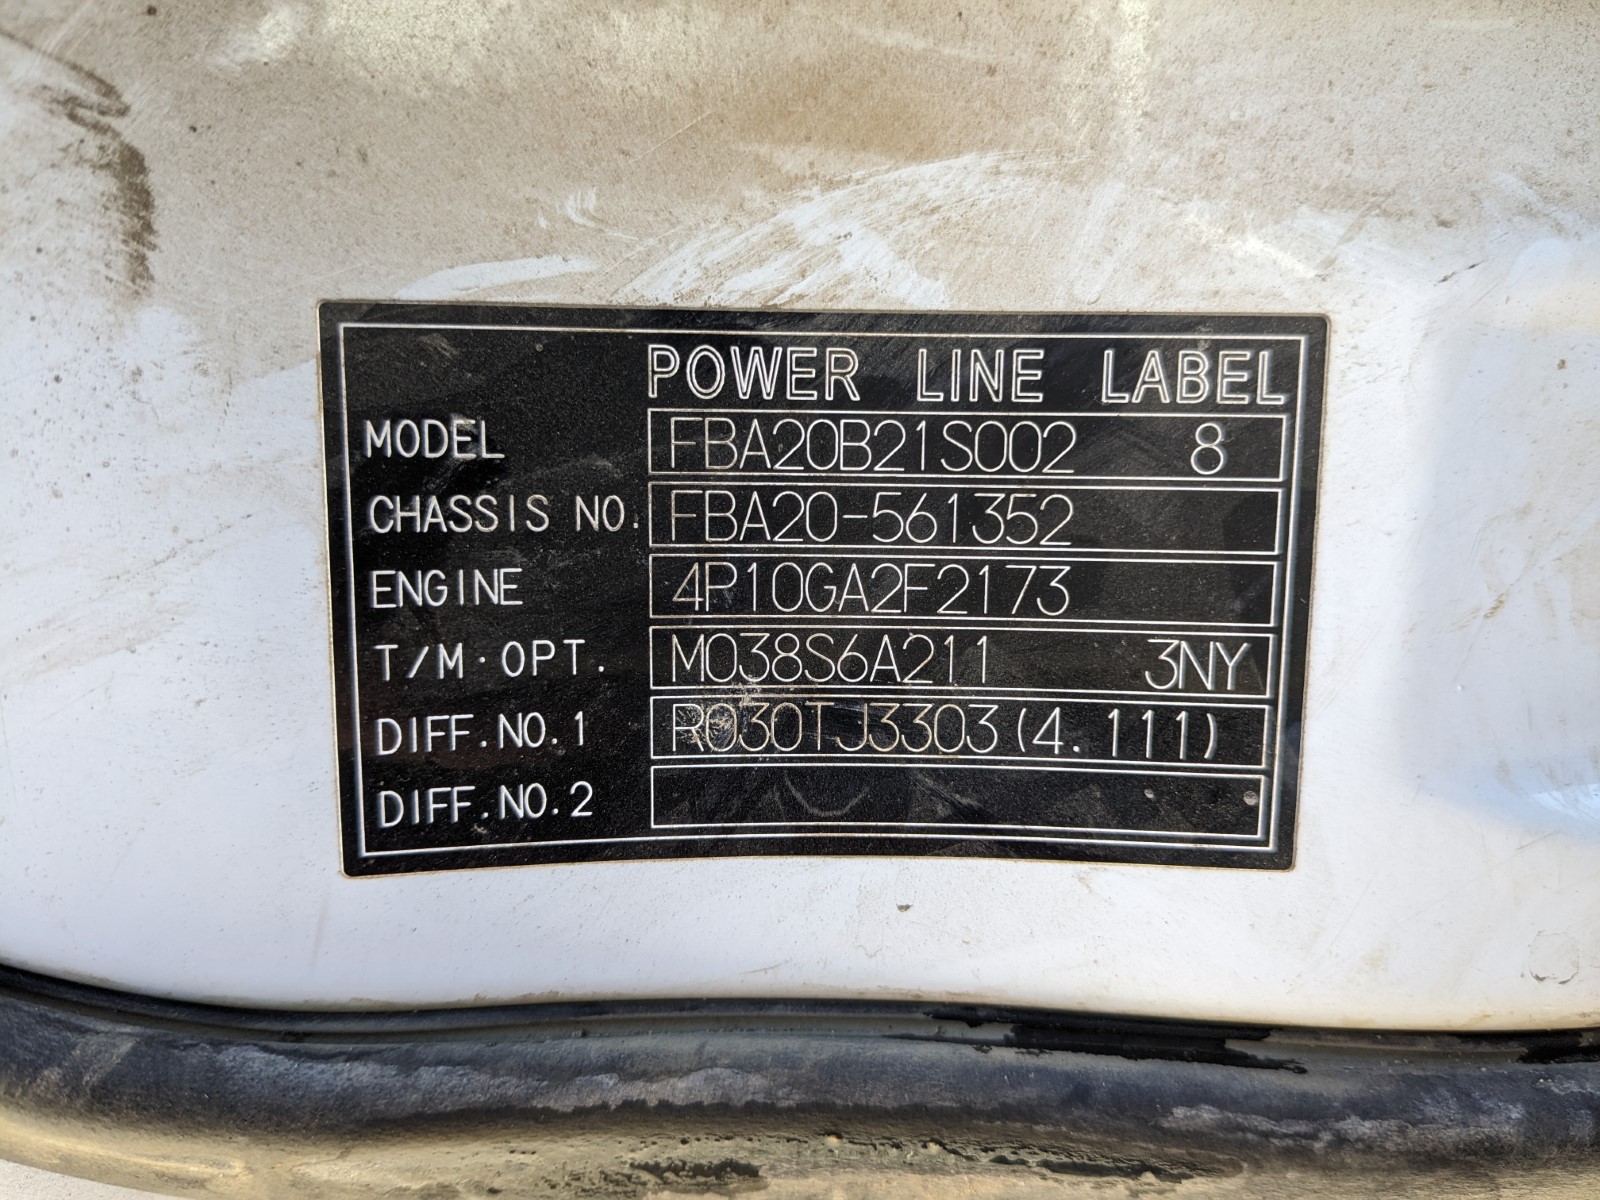 POWER LINE LABEL
MODEL FBA20B21S002 8
CHASSIS NO. FBA20-561352
ENGINE 4P10GA2F2173
T/M·OPT. M038S6A211 3NY
DIFF.NO.1 R030TJ3303(4.111)
DIFF.NO.2